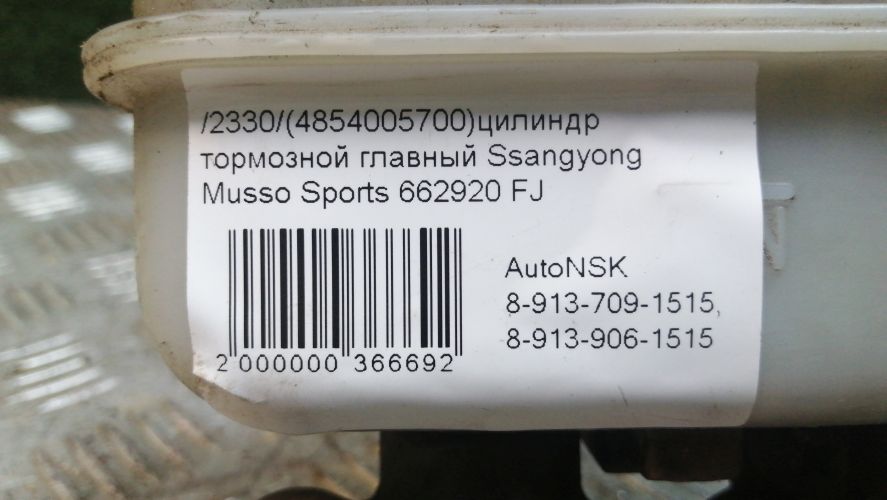 /2330/(4854005700)цилиндр
тормозной главный Ssangyong
Musso Sports 662920 FJ
AutoNSK
8-913-709-1515,
8-913-906-1515
2 000000 366692